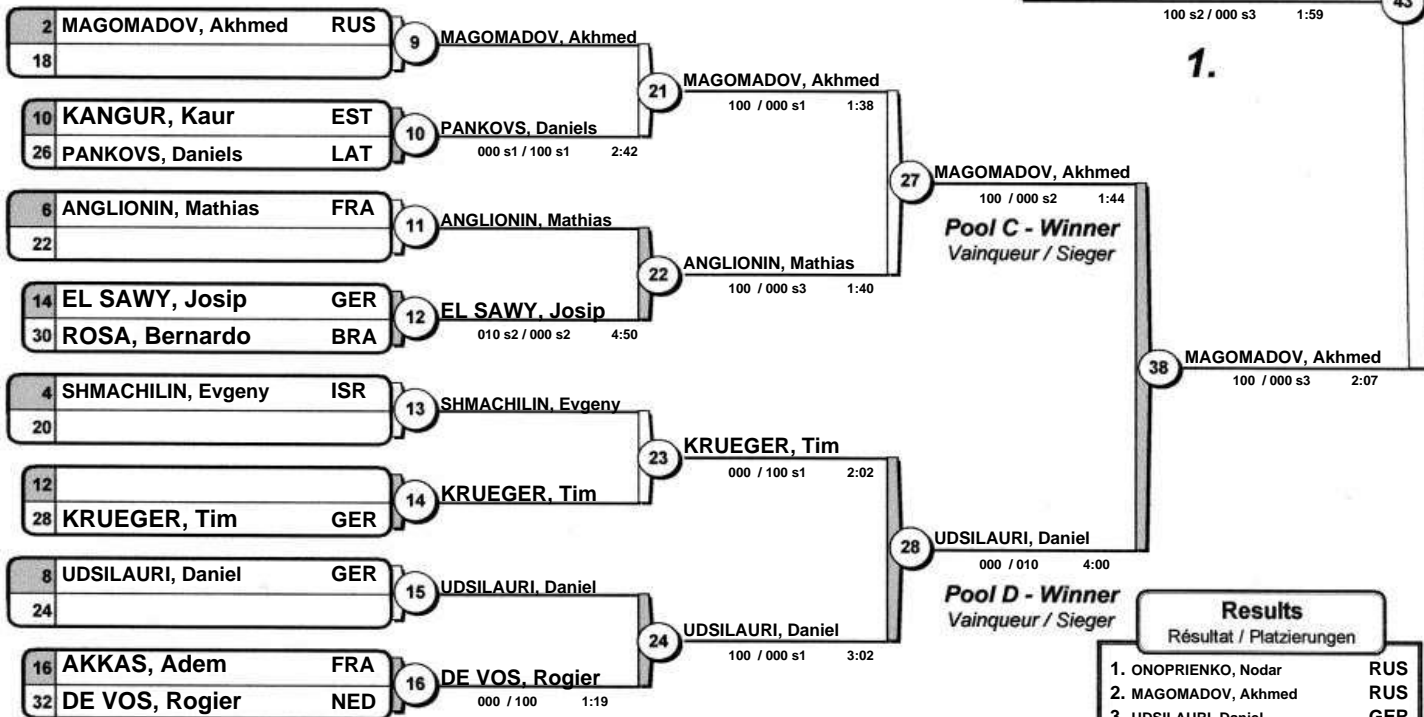 100 s2 / 000 s3 1:59
43
1.
2 MAGOMADOV, Akhmed RUS
18
9 MAGOMADOV, Akhmed
10 KANGUR, Kaur EST
26 PANKOVS, Daniels LAT
10 PANKOVS, Daniels
000 s1 / 100 s1 2:42
21 MAGOMADOV, Akhmed
100 / 000 s1 1:38
6 ANGLIONIN, Mathias FRA
22
11 ANGLIONIN, Mathias
14 EL SAWY, Josip GER
30 ROSA, Bernardo BRA
12 EL SAWY, Josip
010 s2 / 000 s2 4:50
22 ANGLIONIN, Mathias
100 / 000 s3 1:40
27 MAGOMADOV, Akhmed
100 / 000 s2 1:44
Pool C - Winner
Vainqueur / Sieger
4 SHMACHILIN, Evgeny ISR
20
13 SHMACHILIN, Evgeny
12
28 KRUEGER, Tim GER
14 KRUEGER, Tim
23 KRUEGER, Tim
000 / 100 s1 2:02
8 UDSILAURI, Daniel GER
24
15 UDSILAURI, Daniel
16 AKKAS, Adem FRA
32 DE VOS, Rogier NED
16 DE VOS, Rogier
000 / 100 1:19
24 UDSILAURI, Daniel
100 / 000 s1 3:02
28 UDSILAURI, Daniel
000 / 010 4:00
Pool D - Winner
Vainqueur / Sieger
38 MAGOMADOV, Akhmed
100 / 000 s3 2:07
Results
Résultat / Platzierungen
1. ONOPRIENKO, Nodar RUS
2. MAGOMADOV, Akhmed RUS
3. UDSILAURI, Daniel GER